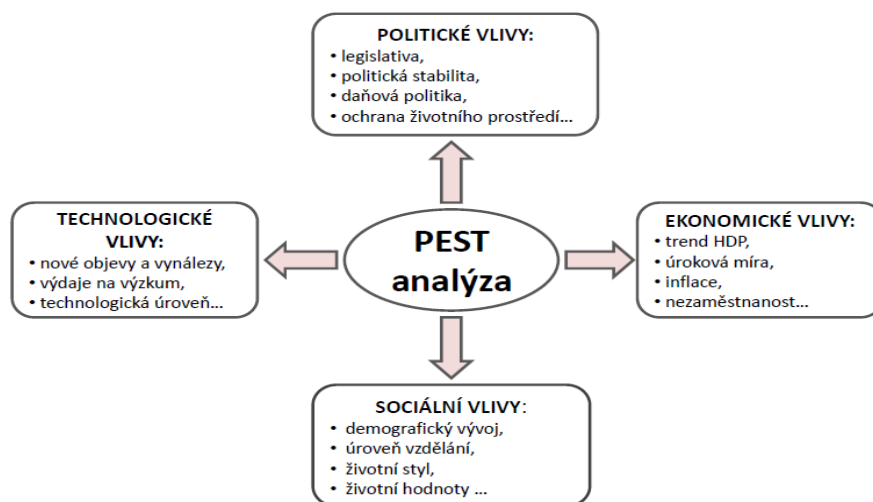 POLITICKÉ VLIVY:
• legislativa,
• politická stabilita,
• daňová politika,
• ochrana životního prostředí...
TECHNOLOGICKÉ
VLIVY:
• nové objevy a vynálezy,
• výdaje na výzkum,
• technologická úroveň...
PEST
analýza
EKONOMICKÉ VLIVY:
• trend HDP,
• úroková míra,
• inflace,
• nezaměstnanost...
SOCIÁLNÍ VLIVY:
• demografický vývoj,
• úroveň vzdělání,
• životní styl,
• životní hodnoty ...